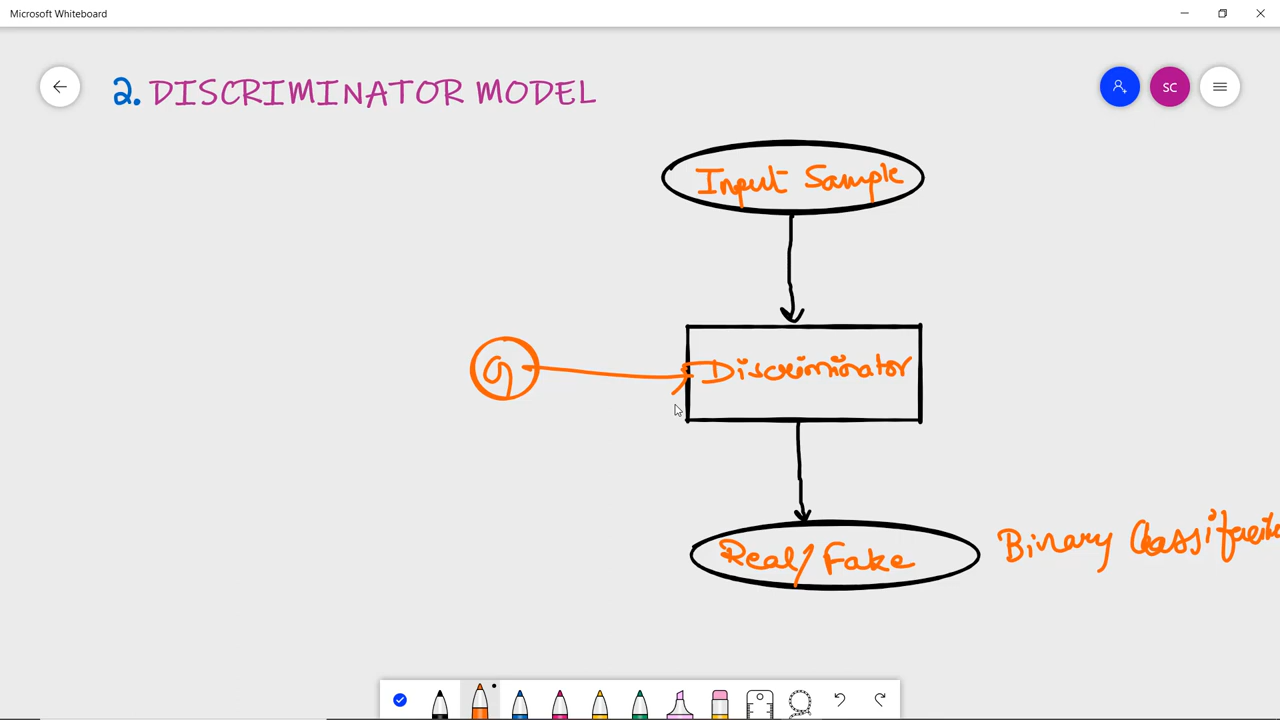 Microsoft Whiteboard
2. DISCRIMINATOR MODEL
SC
Input Sample
g
Discriminator
Real/Fake
Binary